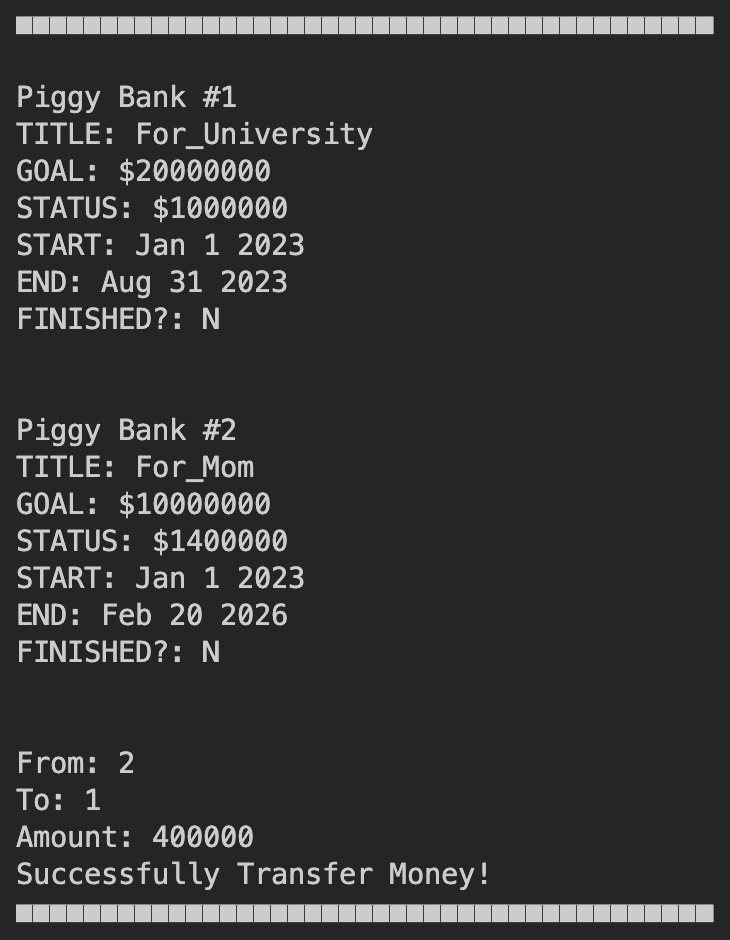 Piggy Bank #1
TITLE: For_University
GOAL: $20000000
STATUS: $1000000
START: Jan 1 2023
END: Aug 31 2023
FINISHED?: N
Piggy Bank #2
TITLE: For_Mom
GOAL: $10000000
STATUS: $1400000
START: Jan 1 2023
END: Feb 20 2026
FINISHED?: N
From: 2
To: 1
Amount: 400000
Successfully Transfer Money!